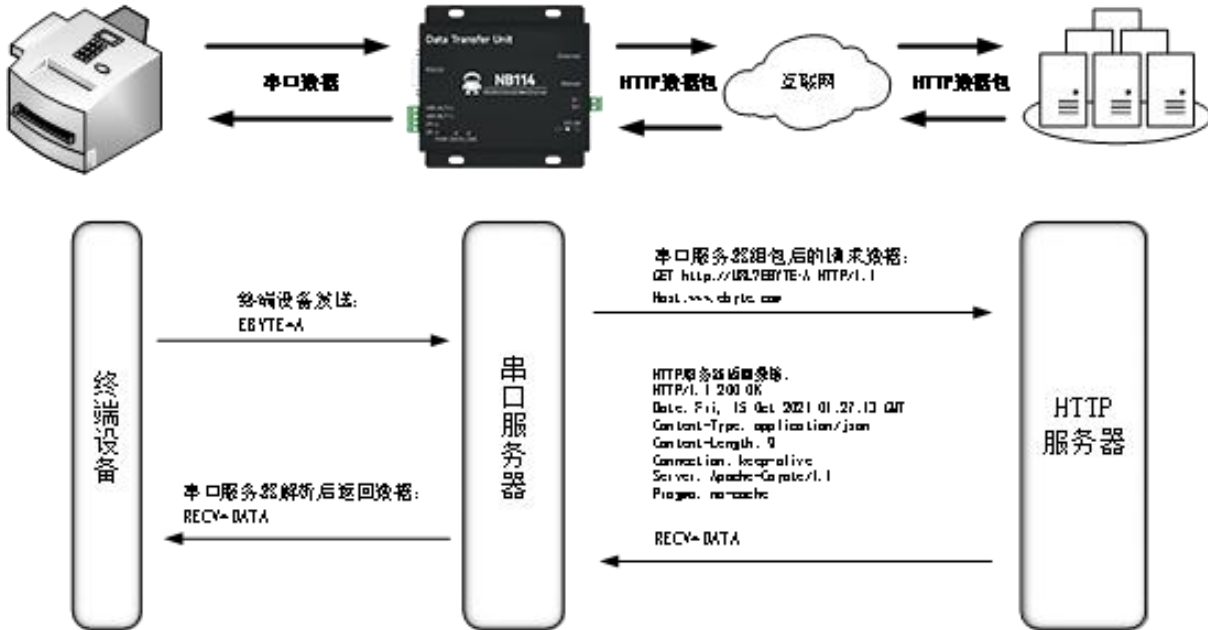 Data Transfer Unit
NB114
串口数据
HTTP数据包
互联网
HTTP数据包
终端设备
串口服务器
HTTP
服务器
终端设备发送:
EBYTE=A
串口服务器组包后的请求数据:
GET http://URL?EBYTE=A HTTP/1.1
Host:www.ebyte.com
HTTP服务器返回数据:
HTTP/1.1 200 OK
Date: Fri, 15 Oct 2021 01:27:13 GMT
Content-Type: application/json
Content-Length: 9
Connection: keep-alive
Server: Apache-Coyote/1.1
Pragma: no-cache
RECV=DATA
串口服务器解析后返回数据:
RECV=DATA